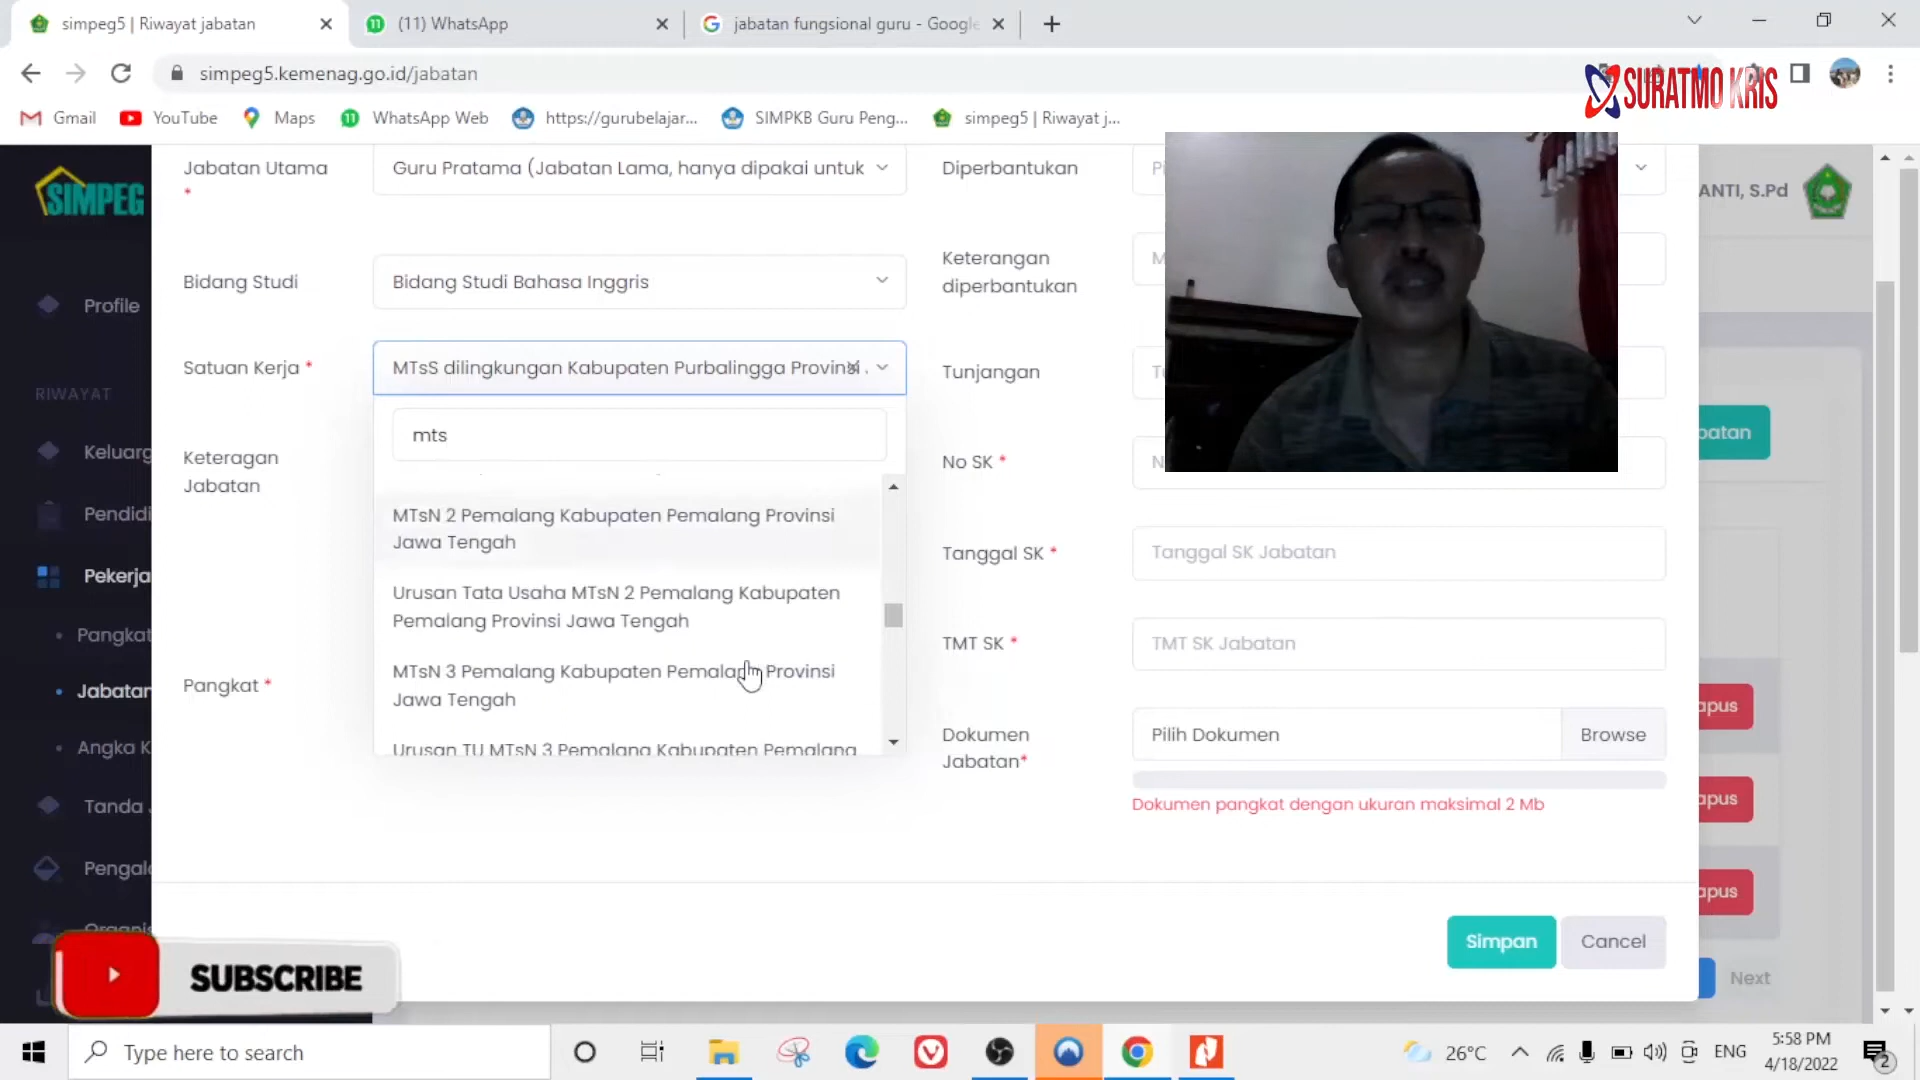 simpeg5 | Riwayat jabatan
(11) WhatsApp
jabatan fungsional guru - Google
simpeg5.kemenag.go.id/jabatan
SURATMO KRIS
Gmail
YouTube
Maps
WhatsApp Web
https://gurubelajar...
SIMPKB Guru Peng...
simpeg5 | Riwayat j...
SIMPEG
Profile
RIWAYAT
Keluarg
Pendidi
Pekerja
Pangkat
Jabatan
Angka K
Tanda
Pengala
Organis
Jabatan Utama *
Guru Pratama (Jabatan Lama, hanya dipakai untuk
Bidang Studi
Bidang Studi Bahasa Inggris
Satuan Kerja *
MTsS dilingkungan Kabupaten Purbalingga Provinsi
mts
Keteragan
Jabatan
MTsN 2 Pemalang Kabupaten Pemalang Provinsi
Jawa Tengah
Urusan Tata Usaha MTsN 2 Pemalang Kabupaten
Pemalang Provinsi Jawa Tengah
MTsN 3 Pemalang Kabupaten Pemalang Provinsi
Jawa Tengah
Urusan TU MTsN 3 Pemalang Kabupaten Pemalang
Pangkat *
Diperbantukan
Keterangan
diperbantukan
Tunjangan
No SK *
Tanggal SK *
Tanggal SK Jabatan
TMT SK *
TMT SK Jabatan
Dokumen
Jabatan*
Pilih Dokumen
Browse
Dokumen pangkat dengan ukuran maksimal 2 Mb
Simpan
Cancel
ANTI, S.Pd
batan
apus
apus
apus
Next
SUBSCRIBE
Type here to search
26°C
ENG
5:58 PM
4/18/2022
2